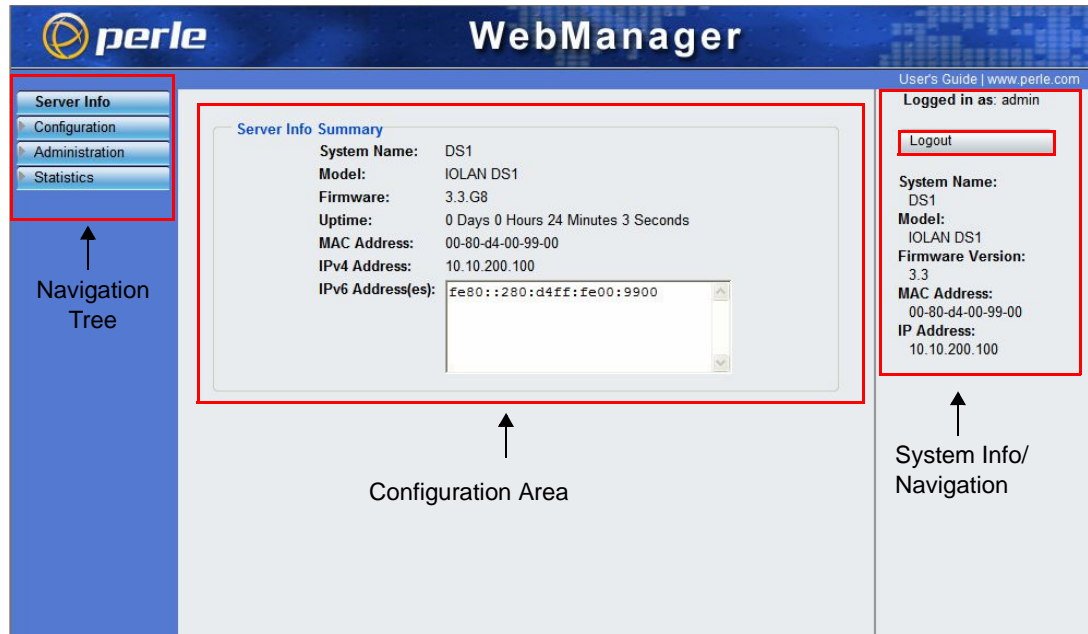 perle
WebManager
User's Guide | www.perle.com
Server Info
Configuration
Administration
Statistics
Navigation
Tree
Server Info Summary
System Name: DS1
Model: IOLAN DS1
Firmware: 3.3.G8
Uptime: 0 Days 0 Hours 24 Minutes 3 Seconds
MAC Address: 00-80-d4-00-99-00
IPv4 Address: 10.10.200.100
IPv6 Address(es): fe80::280:d4ff:fe00:9900
Configuration Area
Logged in as: admin
Logout
System Name:
DS1
Model:
IOLAN DS1
Firmware Version:
3.3
MAC Address:
00-80-d4-00-99-00
IP Address:
10.10.200.100
System Info/
Navigation